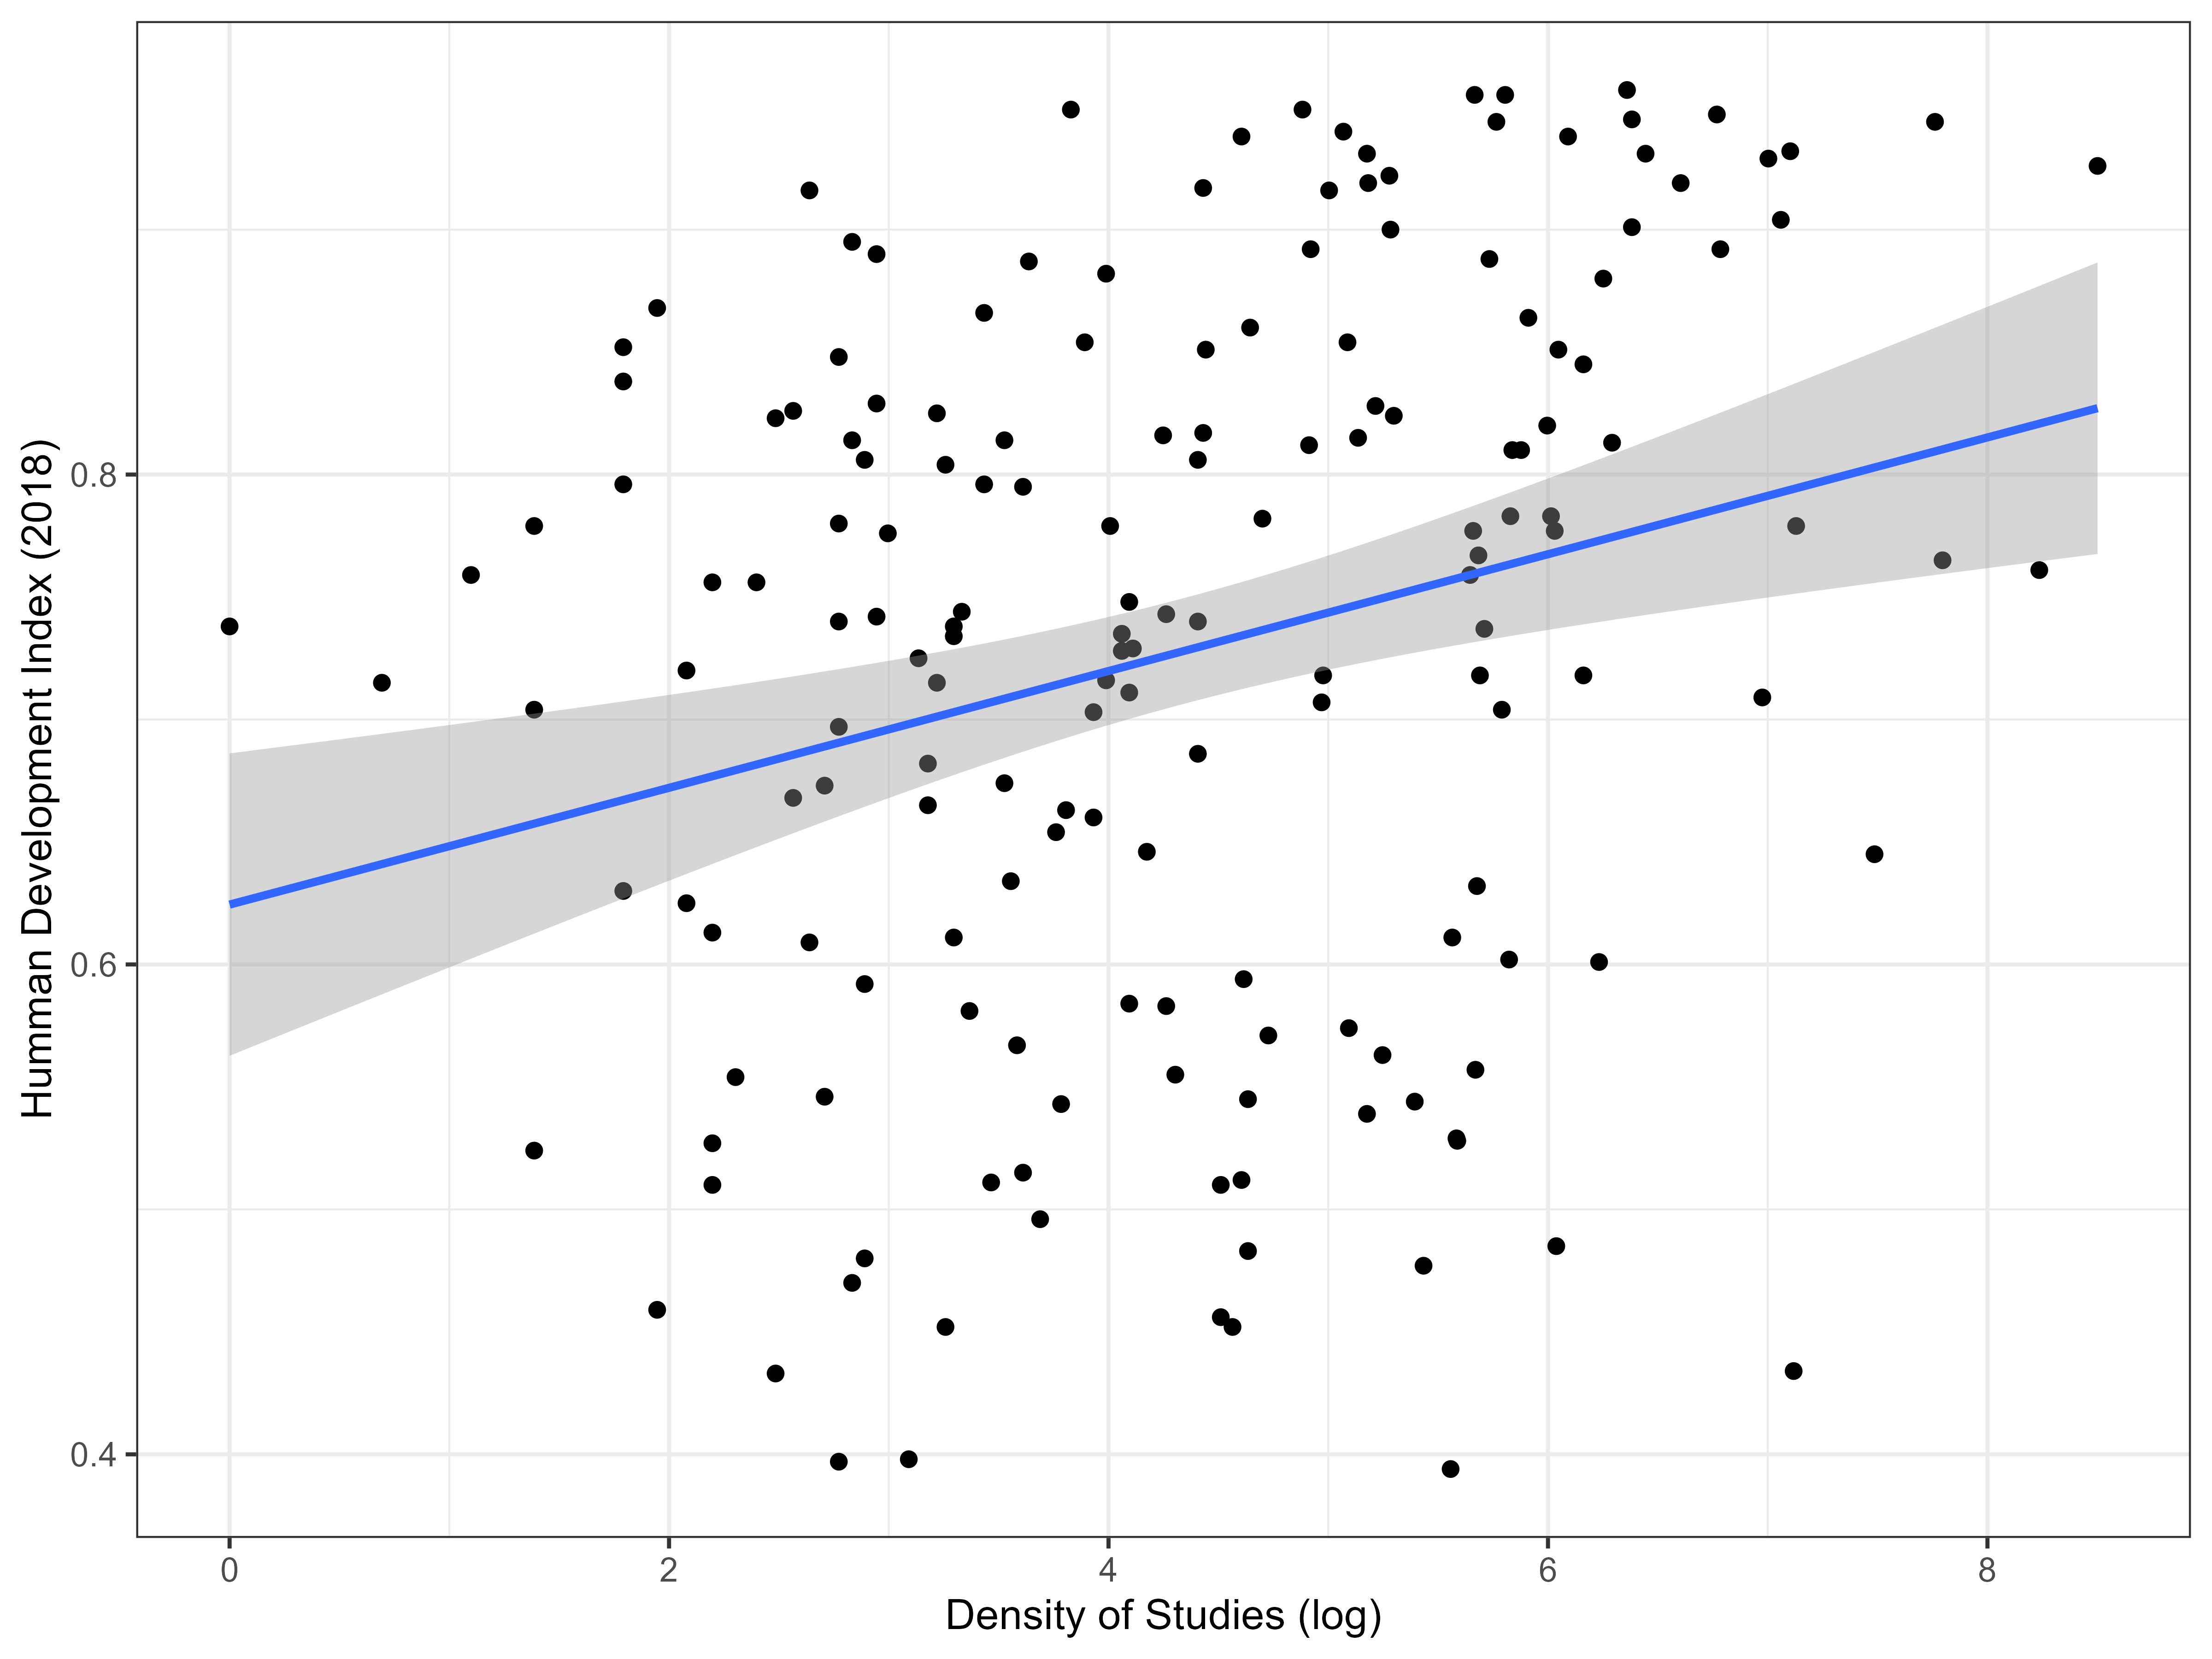 Humman Development Index (2018)
0.8
0.6
0.4
0 2 4 6 8
Density of Studies (log)